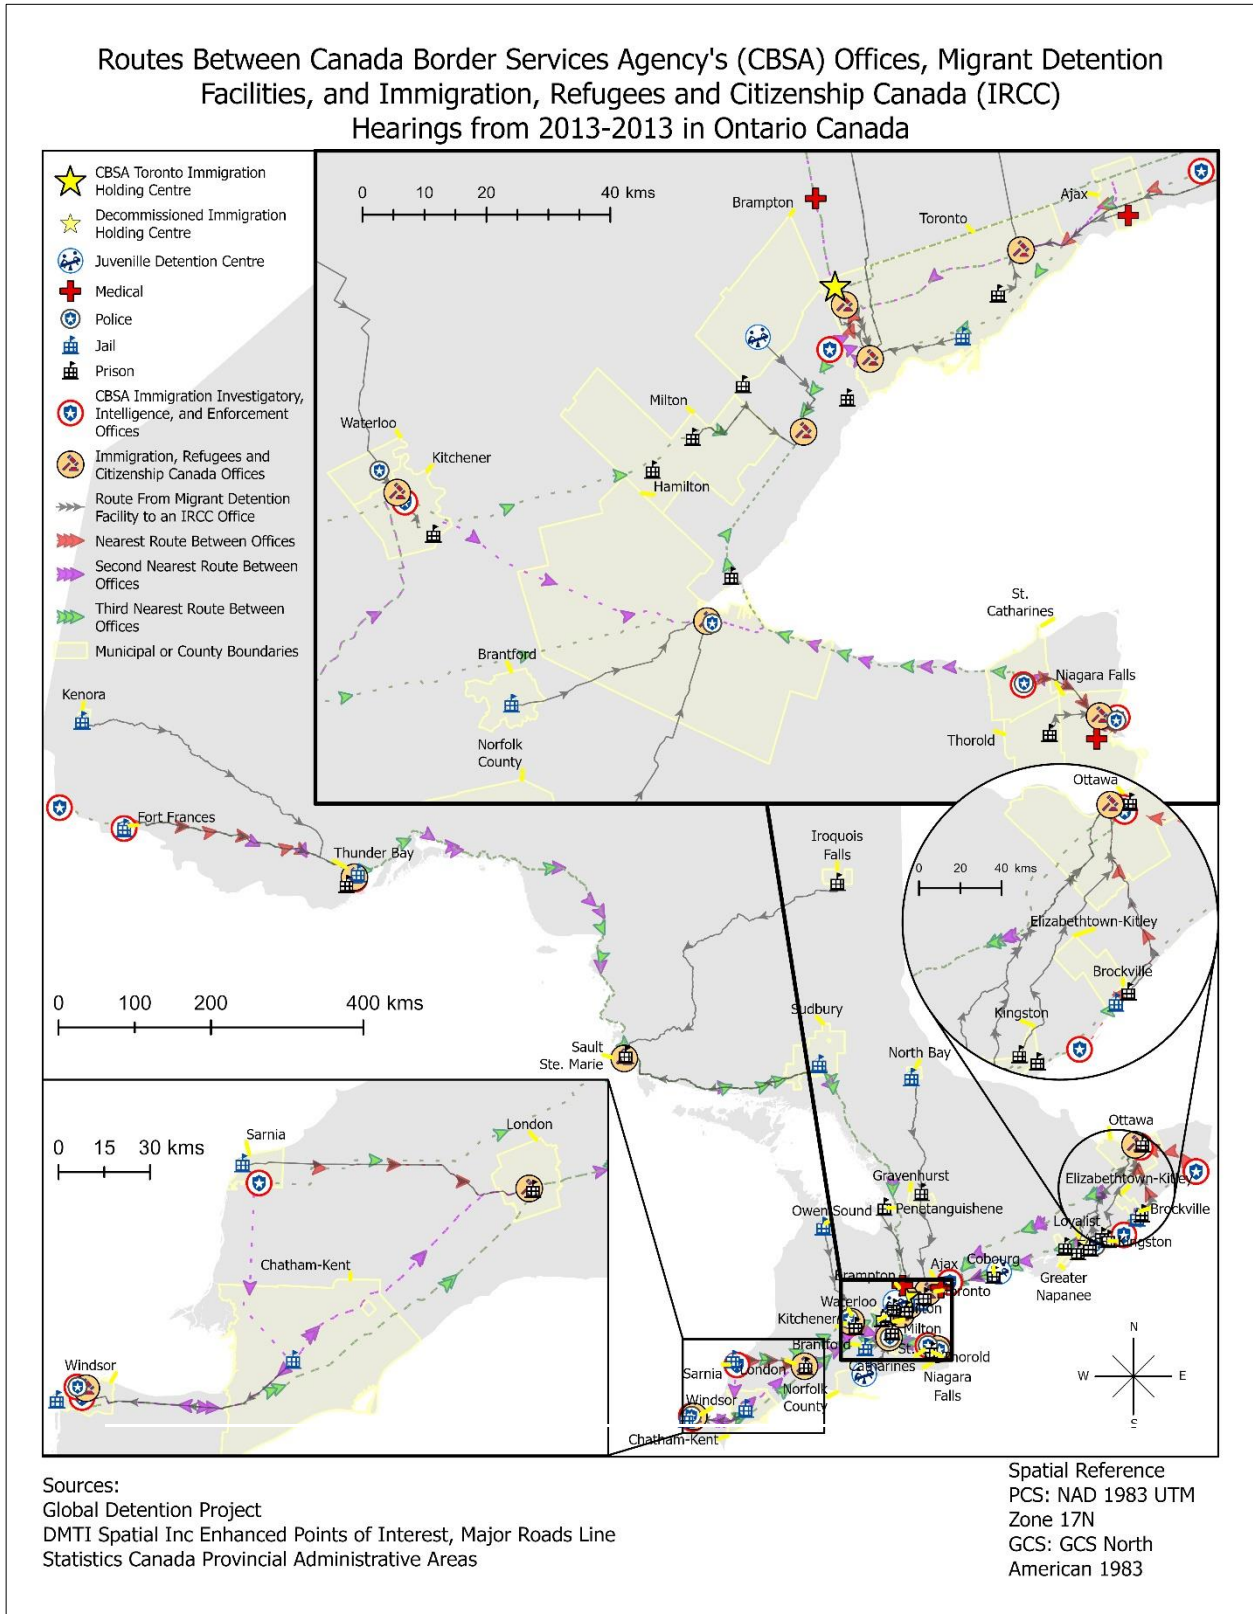 Routes Between Canada Border Services Agency's (CBSA) Offices, Migrant Detention
Facilities, and Immigration, Refugees and Citizenship Canada (IRCC)
Hearings from 2013-2013 in Ontario Canada
CBSA Toronto Immigration
Holding Centre
Decommissioned Immigration
Holding Centre
Juvenille Detention Centre
Medical
Police
Jail
Prison
CBSA Immigration Investigatory,
Intelligence, and Enforcement
Offices
Immigration, Refugees and
Citizenship Canada Offices
Route From Migrant Detention
Facility to an IRCC Office
Nearest Route Between Offices
Second Nearest Route Between
Offices
Third Nearest Route Between
Offices
Municipal or County Boundaries
0 10 20 40 kms
Brampton
Toronto
Ajax
Milton
Waterloo
Kitchener
Hamilton
St.
Catharines
Brantford
Niagara Falls
Thorold
Norfolk
County
Kenora
Fort Frances
Thunder Bay
Iroquois
Falls
Ottawa
0 20 40 kms
Elizabethtown-Kitley
Brockville
Kingston
0 100 200 400 kms
Sudbury
Sault
Ste. Marie
North Bay
0 15 30 kms
Sarnia
London
Chatham-Kent
Windsor
Ottawa
Gravenhurst
Elizabethtown-Kitley
Owen Sound
Penetanguishene
Brockville
Loyalist
Kingston
Ajax
Cobourg
Brampton
Greater
Napanee
Toronto
Waterloo
Kitchener
Milton
Brantford
St.
Catharines
Thorold
Niagara
Falls
Sarnia
London
Norfolk
County
Windsor
Chatham-Kent
N
W E
S
Sources:
Global Detention Project
DMTI Spatial Inc Enhanced Points of Interest, Major Roads Line
Statistics Canada Provincial Administrative Areas
Spatial Reference
PCS: NAD 1983 UTM
Zone 17N
GCS: GCS North
American 1983